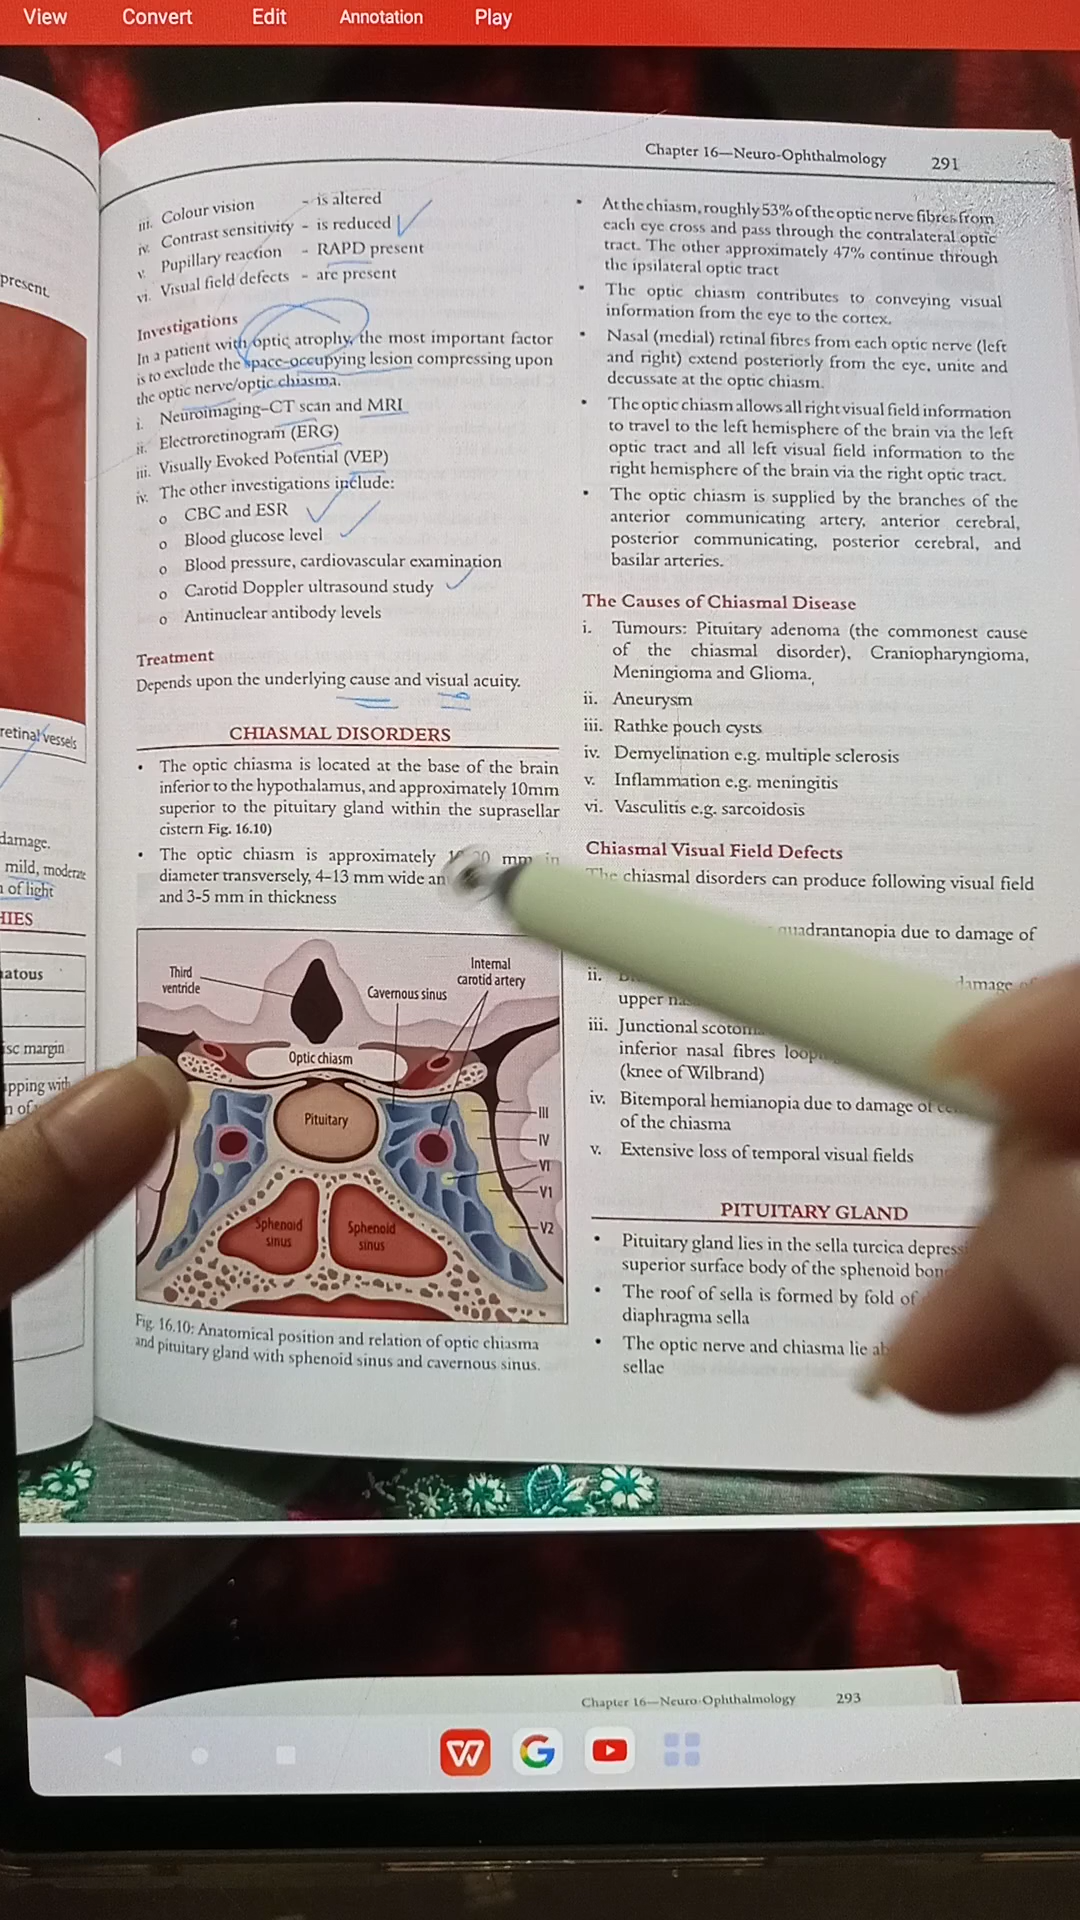 View Convert Edit Annotation Play
Chapter 16—Neuro-Ophthalmology 291
present.
retinal vessels
damage.
mild, moderate
of light
HIES
atous
isc margin
pping with
n of
iii. Colour vision - is altered
iv. Contrast sensitivity - is reduced
v. Pupillary reaction - RAPD present
vi. Visual field defects - are present
Investigations
In a patient with optic atrophy, the most important factor
is to exclude the space-occupying lesion compressing upon
the optic nerve/optic chiasma.
i. Neuroimaging–CT scan and MRI
ii. Electroretinogram (ERG)
iii. Visually Evoked Potential (VEP)
iv. The other investigations include:
o CBC and ESR
o Blood glucose level
o Blood pressure, cardiovascular examination
o Carotid Doppler ultrasound study
o Antinuclear antibody levels
Treatment
Depends upon the underlying cause and visual acuity.
CHIASMAL DISORDERS
• The optic chiasma is located at the base of the brain
inferior to the hypothalamus, and approximately 10mm
superior to the pituitary gland within the suprasellar
cistern Fig. 16.10)
• The optic chiasm is approximately mm in
diameter transversely, 4-13 mm wide an
and 3-5 mm in thickness
Third
ventricle
Internal
carotid artery
Cavernous sinus
Optic chiasm
Pituitary
III
IV
VI
V1
V2
Sphenoid
sinus
Sphenoid
sinus
Fig. 16.10: Anatomical position and relation of optic chiasma
and pituitary gland with sphenoid sinus and cavernous sinus.
• At the chiasm, roughly 53% of the optic nerve fibres from
each eye cross and pass through the contralateral optic
tract. The other approximately 47% continue through
the ipsilateral optic tract
• The optic chiasm contributes to conveying visual
information from the eye to the cortex.
• Nasal (medial) retinal fibres from each optic nerve (left
and right) extend posteriorly from the eye, unite and
decussate at the optic chiasm.
• The optic chiasm allows all right visual field information
to travel to the left hemisphere of the brain via the left
optic tract and all left visual field information to the
right hemisphere of the brain via the right optic tract.
• The optic chiasm is supplied by the branches of the
anterior communicating artery, anterior cerebral,
posterior communicating, posterior cerebral, and
basilar arteries.
The Causes of Chiasmal Disease
i. Tumours: Pituitary adenoma (the commonest cause
of the chiasmal disorder), Craniopharyngioma,
Meningioma and Glioma.
ii. Aneurysm
iii. Rathke pouch cysts
iv. Demyelination e.g. multiple sclerosis
v. Inflammation e.g. meningitis
vi. Vasculitis e.g. sarcoidosis
Chiasmal Visual Field Defects
The chiasmal disorders can produce following visual field
quadrantanopia due to damage of
ii. damage of
upper
iii. Junctional
inferior nasal fibres
(knee of Wilbrand)
iv. Bitemporal hemianopia due to damage of
of the chiasma
v. Extensive loss of temporal visual fields
PITUITARY GLAND
• Pituitary gland lies in the sella turcica
superior surface body of the sphenoid
• The roof of sella is formed by fold of
diaphragma sella
• The optic nerve and chiasma lie
sellae
Chapter 16—Neuro-Ophthalmology 293